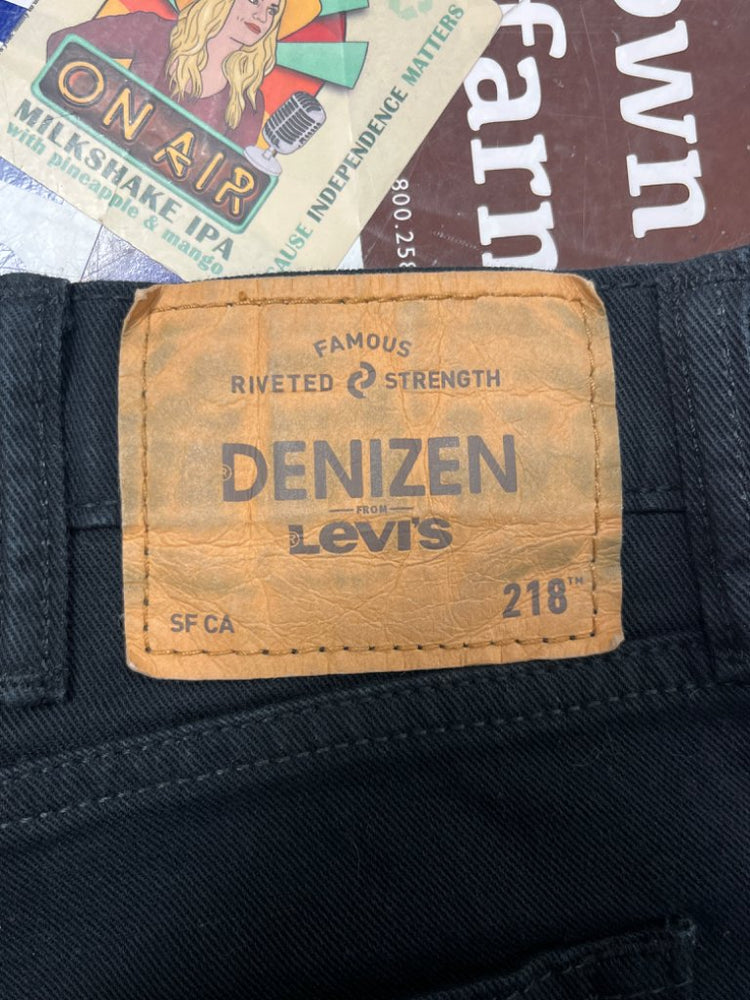 ON AIR
MILKSHAKE IPA
with pineapple & mango
CAUSE INDEPENDENCE MATTERS
own
farm
800.258
FAMOUS
RIVETED STRENGTH
DENIZEN®
FROM
Levi's®
SF CA
218™